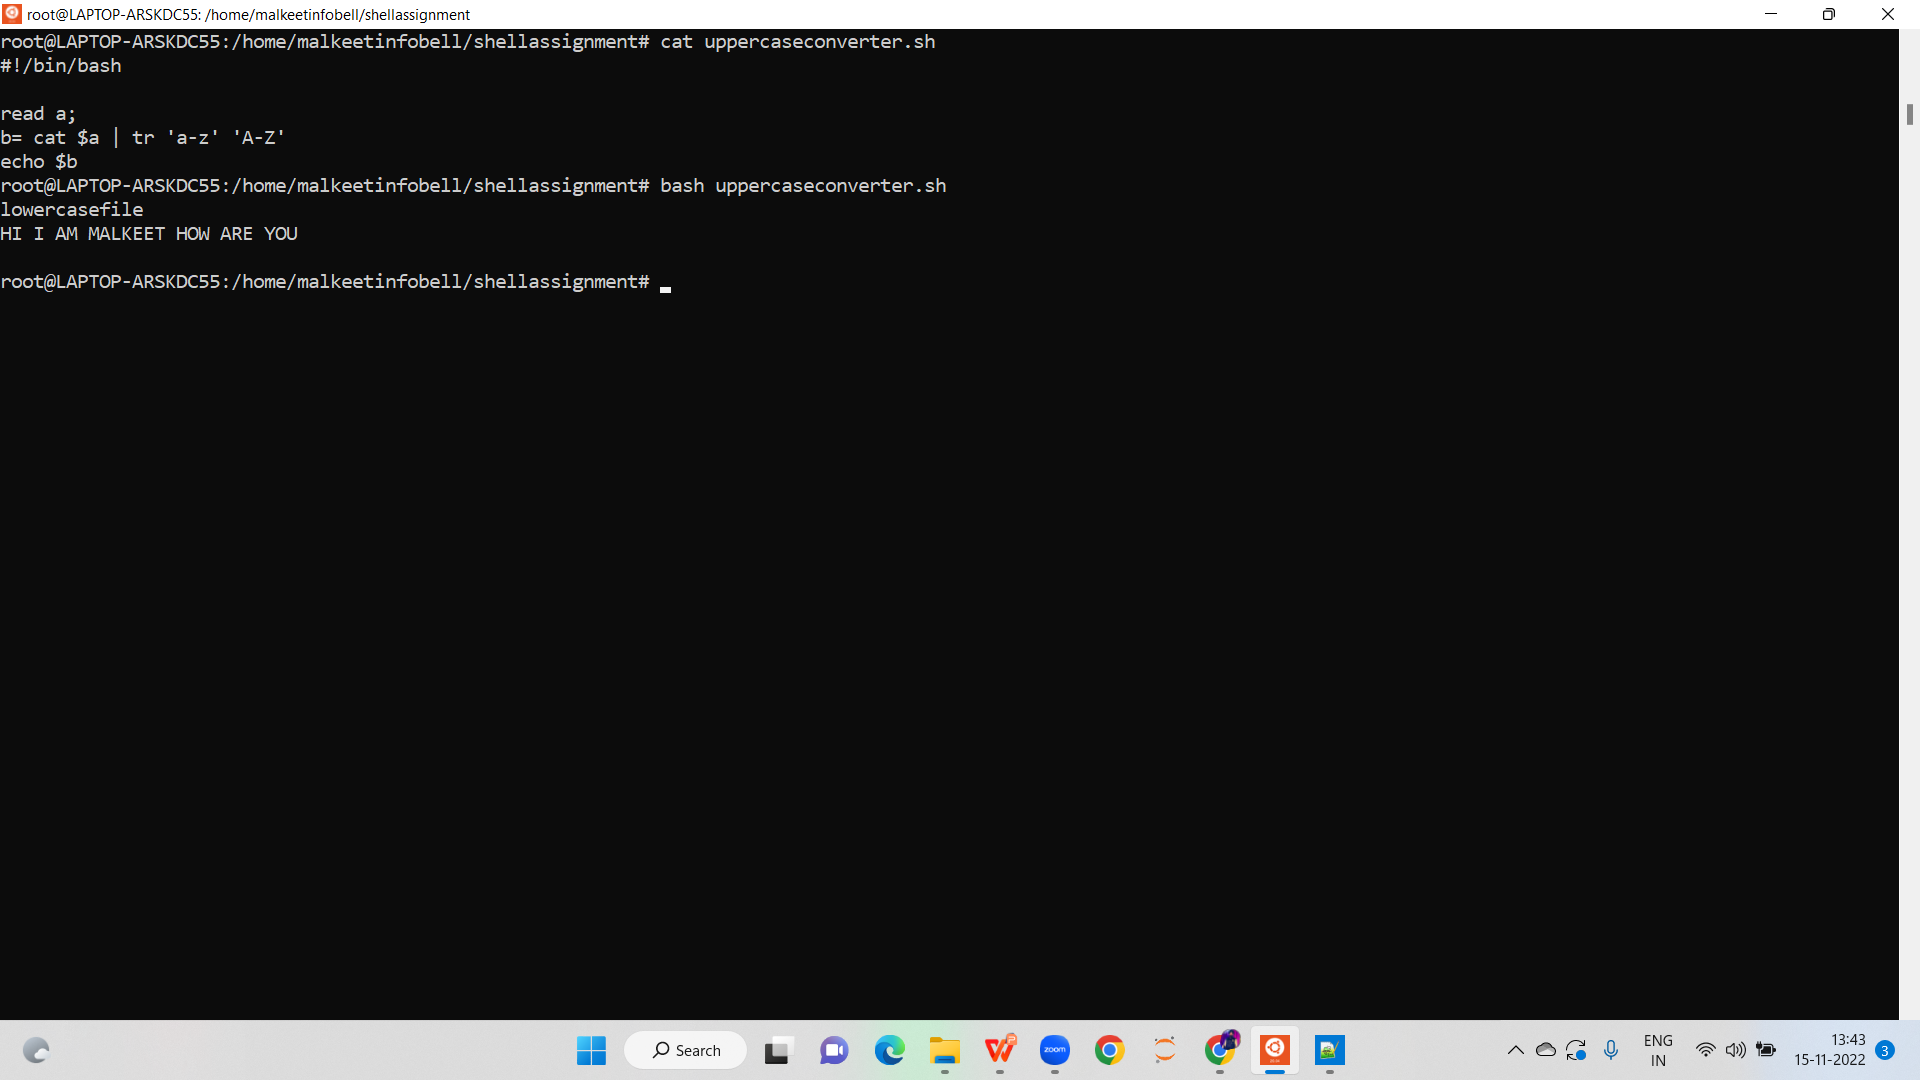 root@LAPTOP-ARSKDC55: /home/malkeetinfobell/shellassignment
root@LAPTOP-ARSKDC55:/home/malkeetinfobell/shellassignment# cat uppercaseconverter.sh
#!/bin/bash
read a;
b= cat $a | tr 'a-z' 'A-Z'
echo $b
root@LAPTOP-ARSKDC55:/home/malkeetinfobell/shellassignment# bash uppercaseconverter.sh
lowercasefile
HI I AM MALKEET HOW ARE YOU
root@LAPTOP-ARSKDC55:/home/malkeetinfobell/shellassignment#
Search
zoom
ENG
IN
13:43
15-11-2022
3